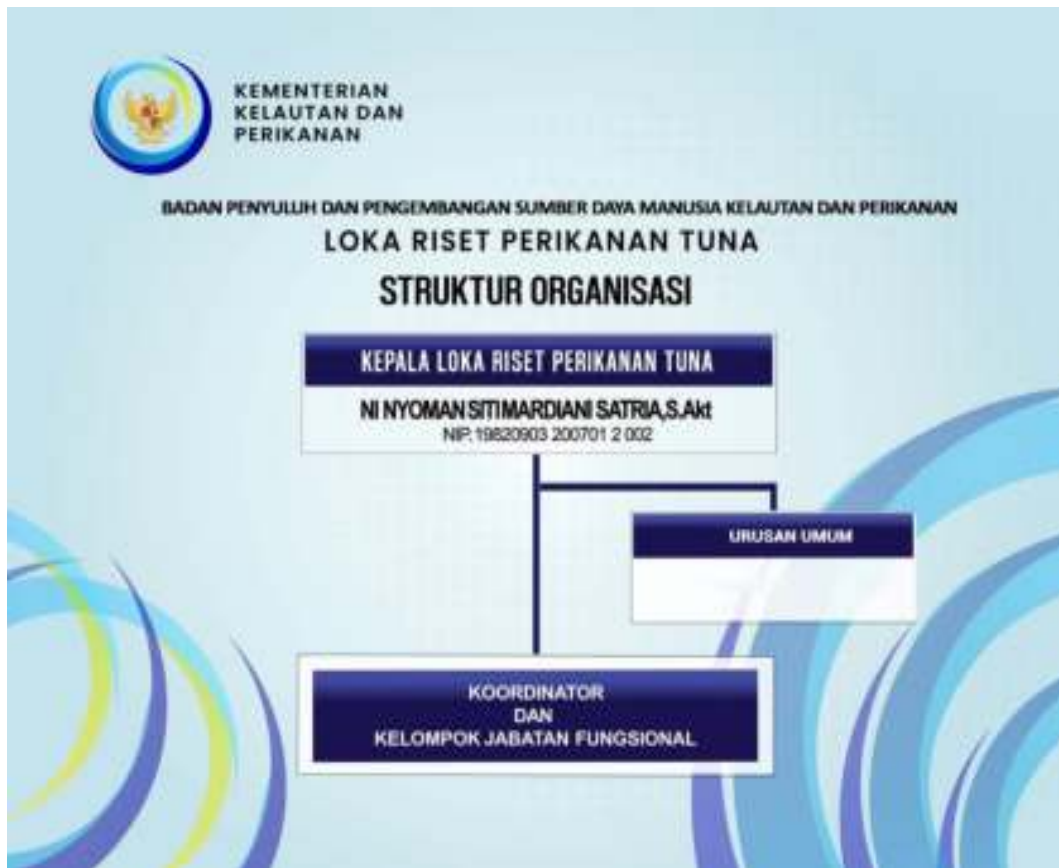 KEMENTERIAN
KELAUTAN DAN
PERIKANAN
BADAN PENYULUH DAN PENGEMBANGAN SUMBER DAYA MANUSIA KELAUTAN DAN PERIKANAN
LOKA RISET PERIKANAN TUNA
STRUKTUR ORGANISASI
KEPALA LOKA RISET PERIKANAN TUNA
NI NYOMAN SITI MARDIANI SATRIA,S.Akt
NIP. 19820903 200701 2 002
URUSAN UMUM
KOORDINATOR
DAN
KELOMPOK JABATAN FUNGSIONAL